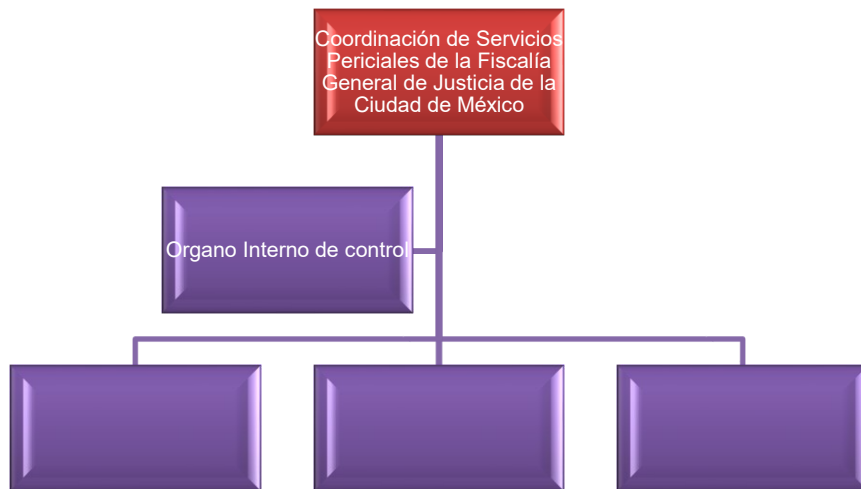 Coordinación de Servicios
Periciales de la Fiscalía
General de Justicia de la
Ciudad de México
Organo Interno de control